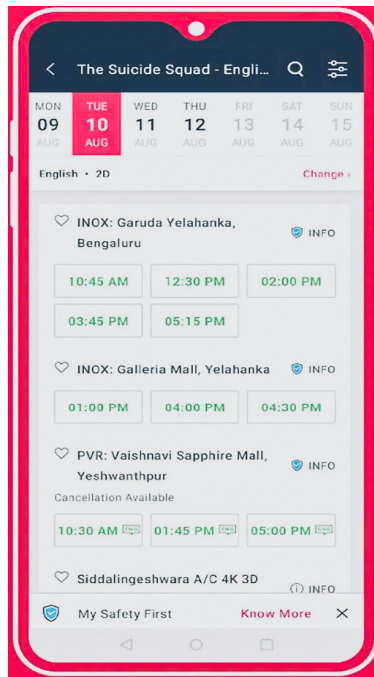 The Suicide Squad - Engli...
MON TUE WED THU FRI SAT SUN
09 10 11 12 13 14 15
AUG AUG AUG AUG AUG AUG AUG
English • 2D Change ›
INOX: Garuda Yelahanka,
Bengaluru
INFO
10:45 AM 12:30 PM 02:00 PM
03:45 PM 05:15 PM
INOX: Galleria Mall, Yelahanka INFO
01:00 PM 04:00 PM 04:30 PM
PVR: Vaishnavi Sapphire Mall,
Yeshwanthpur
INFO
Cancellation Available
10:30 AM 01:45 PM 05:00 PM
Siddalingeshwara A/C 4K 3D
INFO
My Safety First Know More